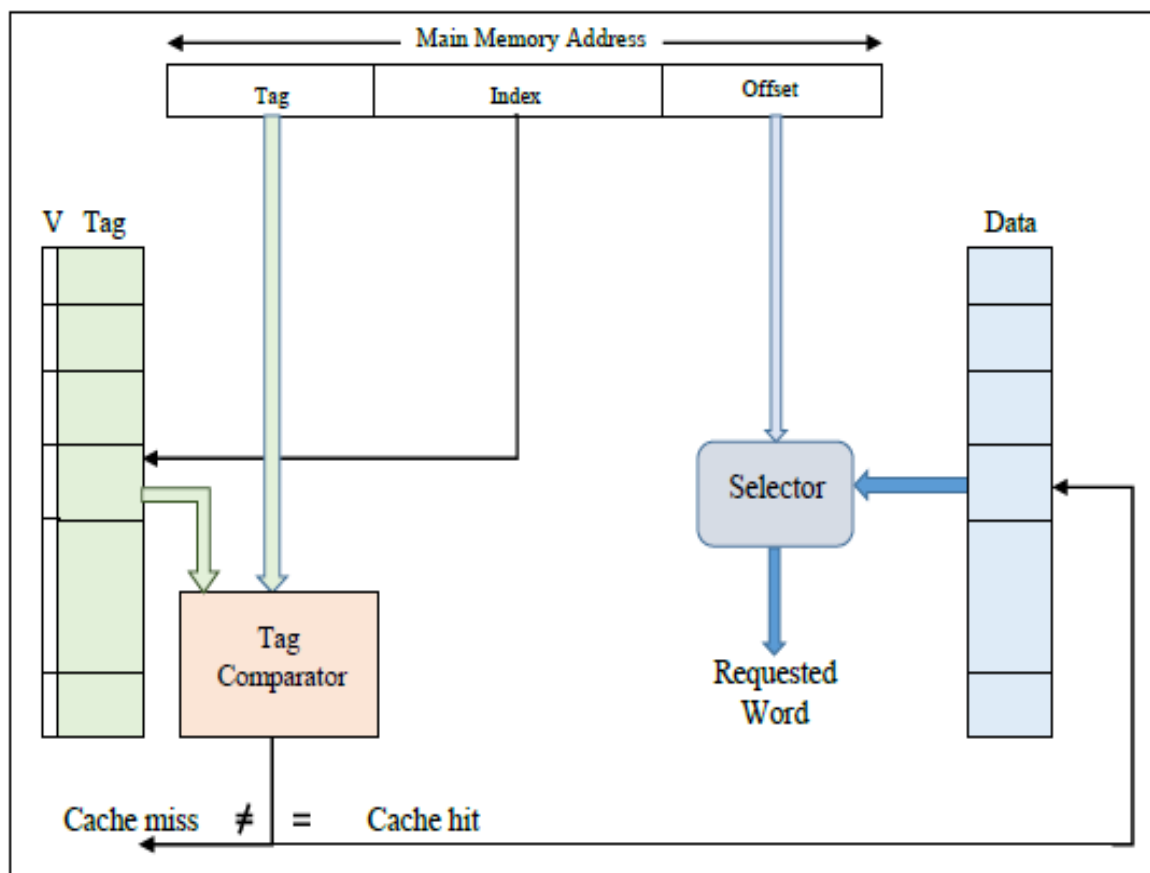 Main Memory Address
Tag Index Offset
V Tag
Data
Selector
Tag
Comparator
Requested
Word
Cache miss ≠ = Cache hit